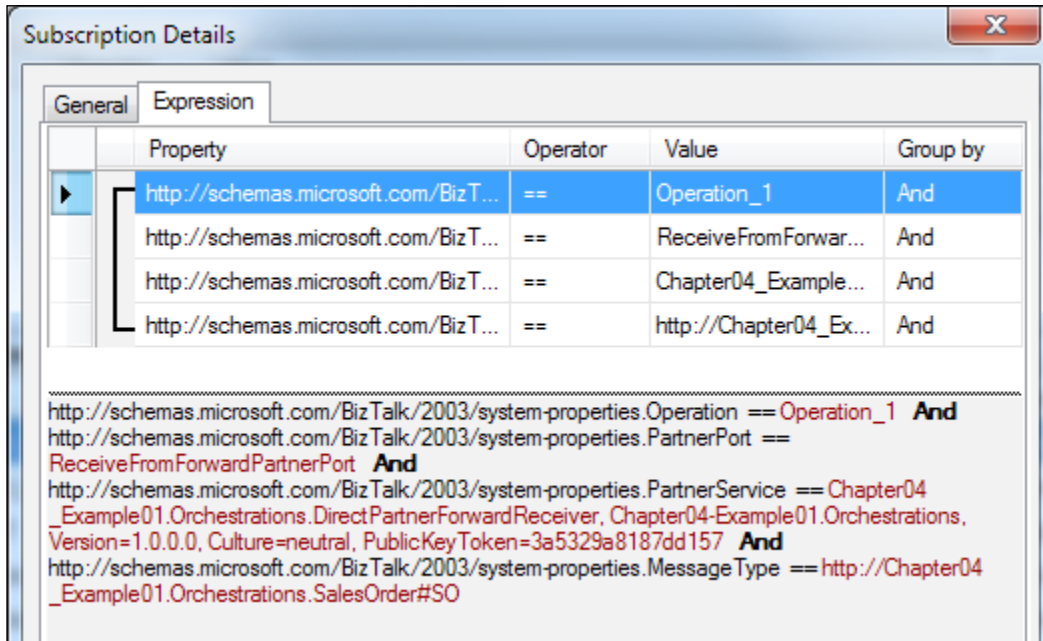 Subscription Details
x
General Expression
Property Operator Value Group by
http://schemas.microsoft.com/BizT... == Operation_1 And
http://schemas.microsoft.com/BizT... == ReceiveFromForwar... And
http://schemas.microsoft.com/BizT... == Chapter04_Example... And
http://schemas.microsoft.com/BizT... == http://Chapter04_Ex... And
http://schemas.microsoft.com/BizTalk/2003/system-properties.Operation == Operation_1 And
http://schemas.microsoft.com/BizTalk/2003/system-properties.PartnerPort ==
ReceiveFromForwardPartnerPort And
http://schemas.microsoft.com/BizTalk/2003/system-properties.PartnerService == Chapter04
_Example01.Orchestrations.DirectPartnerForwardReceiver, Chapter04-Example01.Orchestrations,
Version=1.0.0.0, Culture=neutral, PublicKeyToken=3a5329a8187dd157 And
http://schemas.microsoft.com/BizTalk/2003/system-properties.MessageType == http://Chapter04
_Example01.Orchestrations.SalesOrder#SO